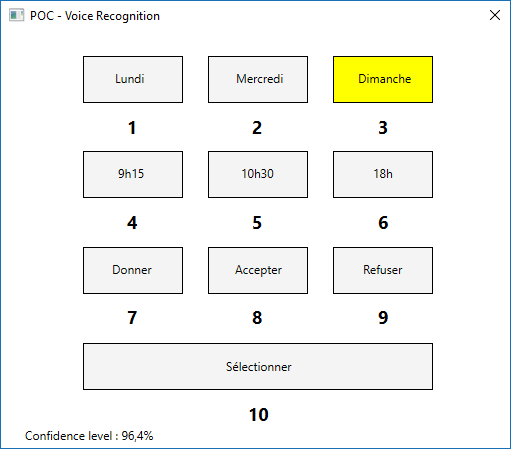 POC - Voice Recognition
Lundi Mercredi Dimanche
1 2 3
9h15 10h30 18h
4 5 6
Donner Accepter Refuser
7 8 9
Sélectionner
10
Confidence level : 96,4%